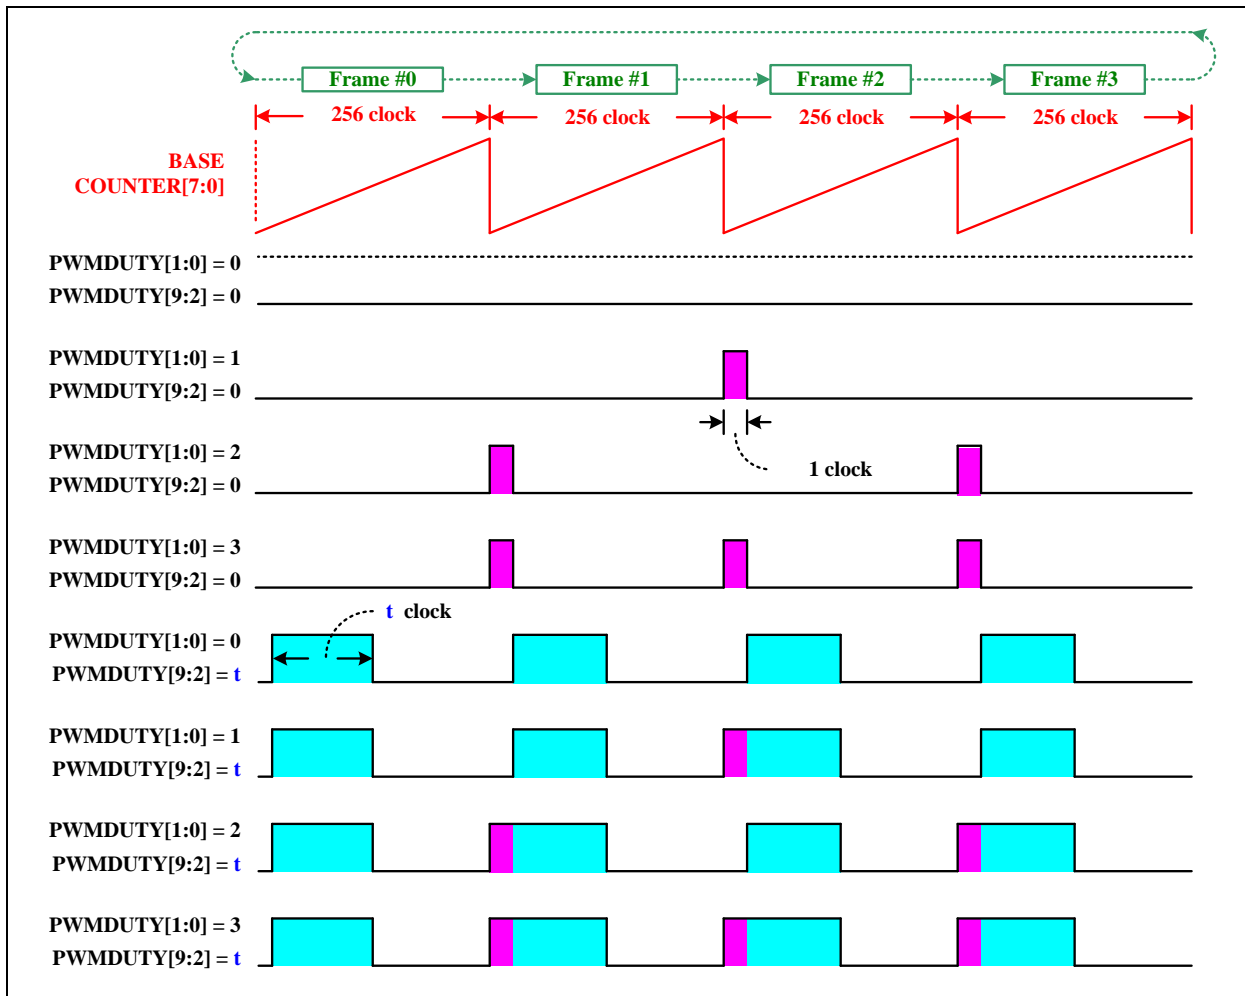 Frame #0 Frame #1 Frame #2 Frame #3
256 clock 256 clock 256 clock 256 clock
BASE
COUNTER[7:0]
PWMDUTY[1:0] = 0
PWMDUTY[9:2] = 0
PWMDUTY[1:0] = 1
PWMDUTY[9:2] = 0
PWMDUTY[1:0] = 2
1 clock
PWMDUTY[9:2] = 0
PWMDUTY[1:0] = 3
PWMDUTY[9:2] = 0
t clock
PWMDUTY[1:0] = 0
PWMDUTY[9:2] = t
PWMDUTY[1:0] = 1
PWMDUTY[9:2] = t
PWMDUTY[1:0] = 2
PWMDUTY[9:2] = t
PWMDUTY[1:0] = 3
PWMDUTY[9:2] = t